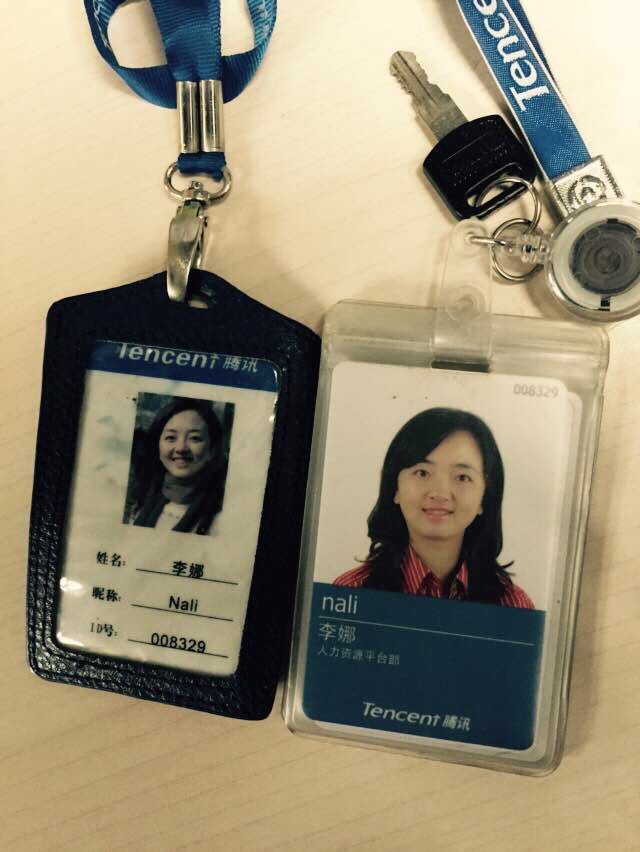 Tencent
Tencent 腾讯
姓名: 李娜
昵称: Nali
ID号: 008329
008329
nali
李娜
人力资源平台部
Tencent 腾讯